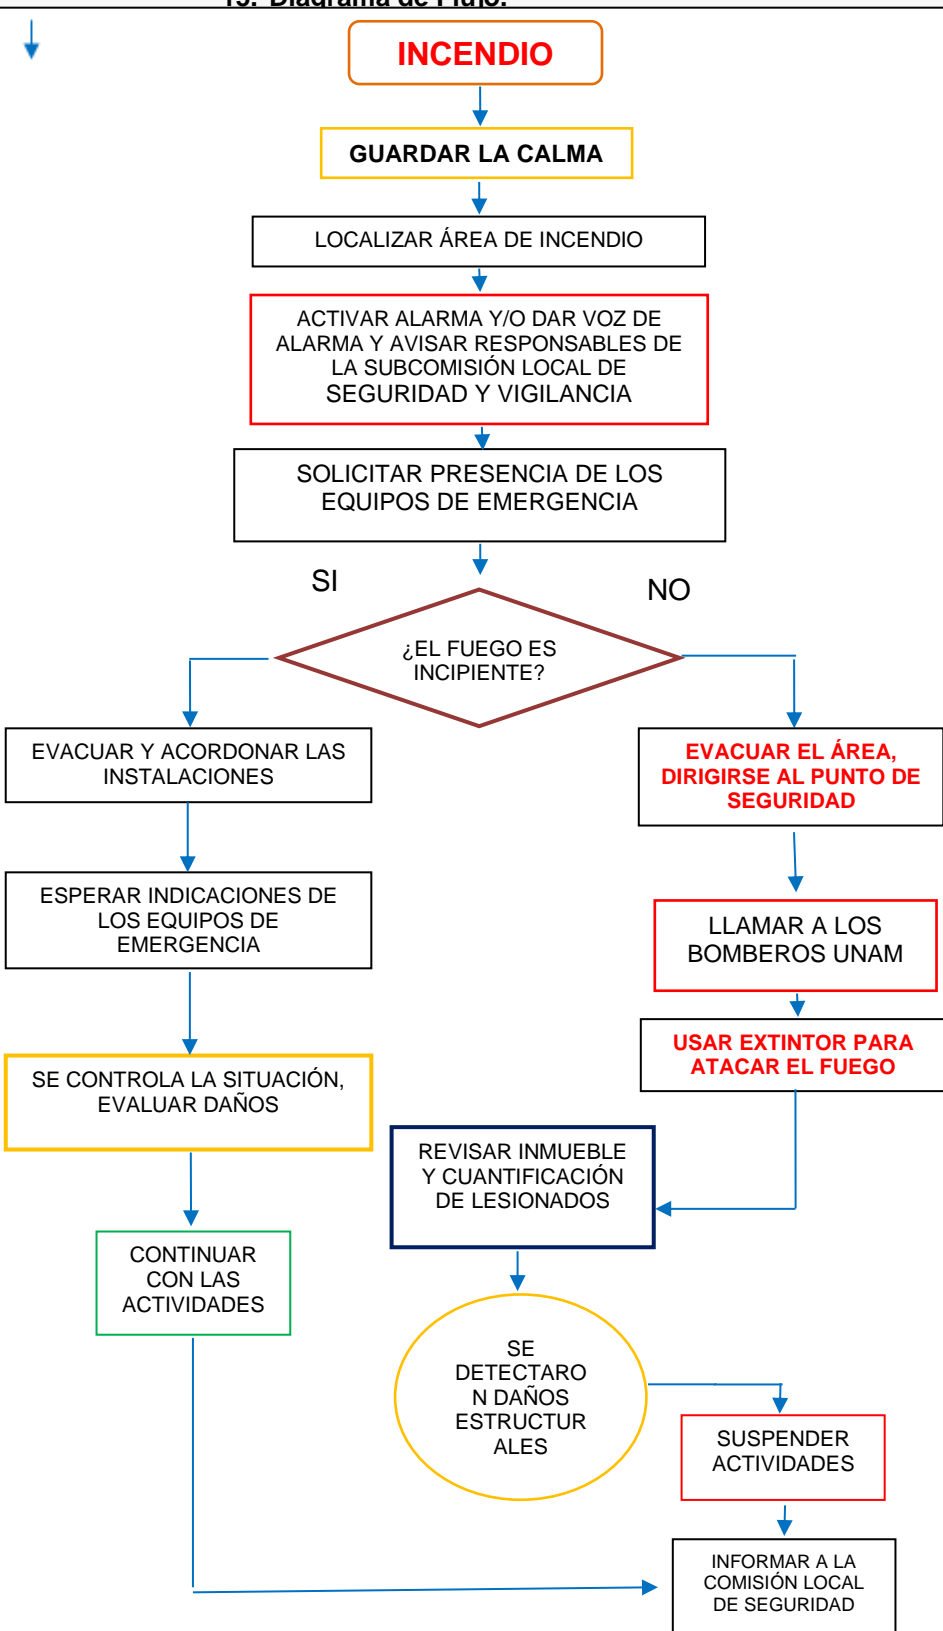 15. Diagrama de Flujo.
INCENDIO
GUARDAR LA CALMA
LOCALIZAR ÁREA DE INCENDIO
ACTIVAR ALARMA Y/O DAR VOZ DE
ALARMA Y AVISAR RESPONSABLES DE
LA SUBCOMISIÓN LOCAL DE
SEGURIDAD Y VIGILANCIA
SOLICITAR PRESENCIA DE LOS
EQUIPOS DE EMERGENCIA
SI
NO
¿EL FUEGO ES
INCIPIENTE?
EVACUAR Y ACORDONAR LAS
INSTALACIONES
ESPERAR INDICACIONES DE
LOS EQUIPOS DE
EMERGENCIA
SE CONTROLA LA SITUACIÓN,
EVALUAR DAÑOS
CONTINUAR
CON LAS
ACTIVIDADES
EVACUAR EL ÁREA,
DIRIGIRSE AL PUNTO DE
SEGURIDAD
LLAMAR A LOS
BOMBEROS UNAM
USAR EXTINTOR PARA
ATACAR EL FUEGO
REVISAR INMUEBLE
Y CUANTIFICACIÓN
DE LESIONADOS
SE
DETECTARO
N DAÑOS
ESTRUCTUR
ALES
SUSPENDER
ACTIVIDADES
INFORMAR A LA
COMISIÓN LOCAL
DE SEGURIDAD